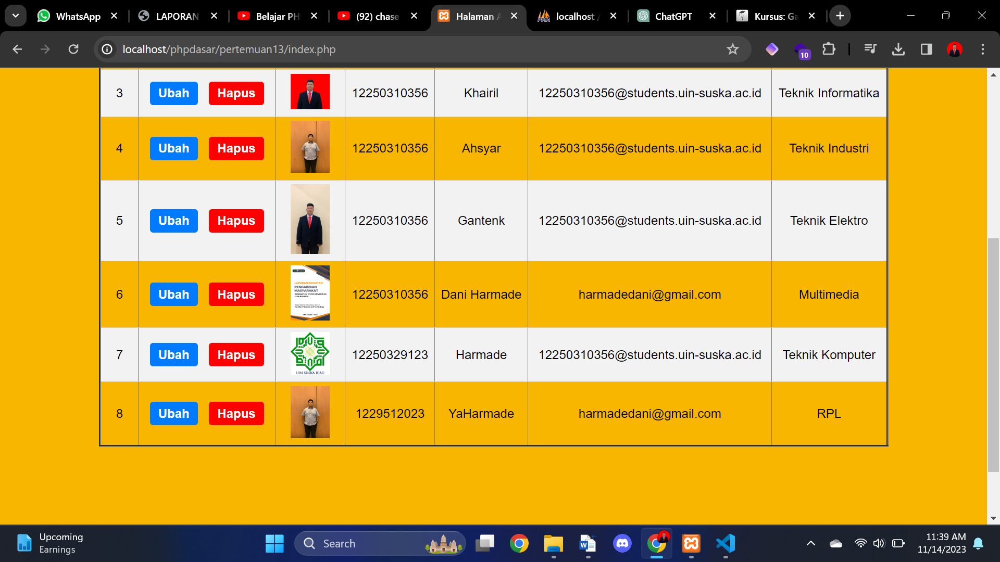 WhatsApp
LAPORAN
Belajar PH
(92) chase
Halaman A
localhost /
ChatGPT
Kursus: Ga
localhost/phpdasar/pertemuan13/index.php
10
3 Ubah Hapus 12250310356 Khairil 12250310356@students.uin-suska.ac.id Teknik Informatika
4 Ubah Hapus 12250310356 Ahsyar 12250310356@students.uin-suska.ac.id Teknik Industri
5 Ubah Hapus 12250310356 Gantenk 12250310356@students.uin-suska.ac.id Teknik Elektro
LAPORAN KEGIATAN
PENGABDIAN
MASYARAKAT
6 Ubah Hapus 12250310356 Dani Harmade harmadedani@gmail.com Multimedia
7 Ubah Hapus 12250329123 Harmade 12250310356@students.uin-suska.ac.id Teknik Komputer
UIN SUSKA RIAU
8 Ubah Hapus 1229512023 YaHarmade harmadedani@gmail.com RPL
Upcoming
Earnings
Search
11:39 AM
11/14/2023